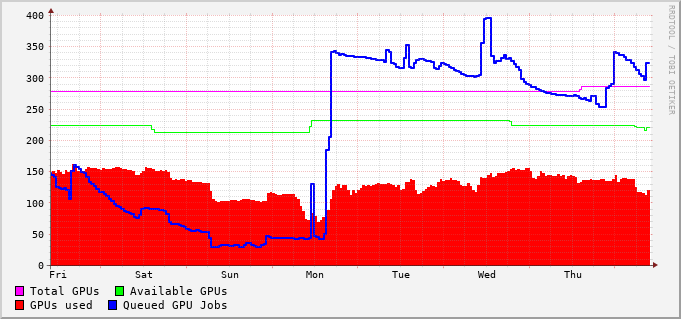 400
350
300
250
200
150
100
50
0
Fri Sat Sun Mon Tue Wed Thu
Total GPUs Available GPUs
GPUs used Queued GPU Jobs
RRDTOOL / TOBI OETIKER